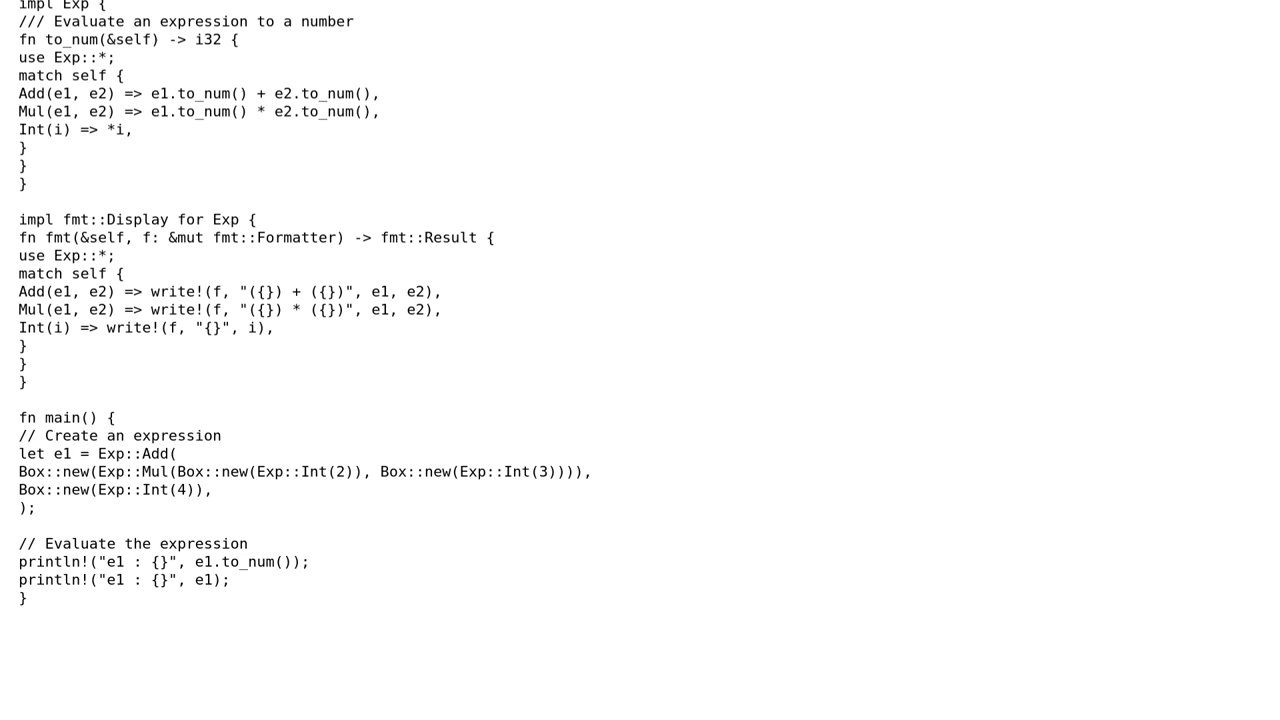 impl Exp {
/// Evaluate an expression to a number
fn to_num(&self) -> i32 {
use Exp::*;
match self {
Add(e1, e2) => e1.to_num() + e2.to_num(),
Mul(e1, e2) => e1.to_num() * e2.to_num(),
Int(i) => *i,
}
}
}

impl fmt::Display for Exp {
fn fmt(&self, f: &mut fmt::Formatter) -> fmt::Result {
use Exp::*;
match self {
Add(e1, e2) => write!(f, "({}) + ({})", e1, e2),
Mul(e1, e2) => write!(f, "({}) * ({})", e1, e2),
Int(i) => write!(f, "{}", i),
}
}
}

fn main() {
// Create an expression
let e1 = Exp::Add(
Box::new(Exp::Mul(Box::new(Exp::Int(2)), Box::new(Exp::Int(3)))),
Box::new(Exp::Int(4)),
);

// Evaluate the expression
println!("e1 : {}", e1.to_num());
println!("e1 : {}", e1);
}